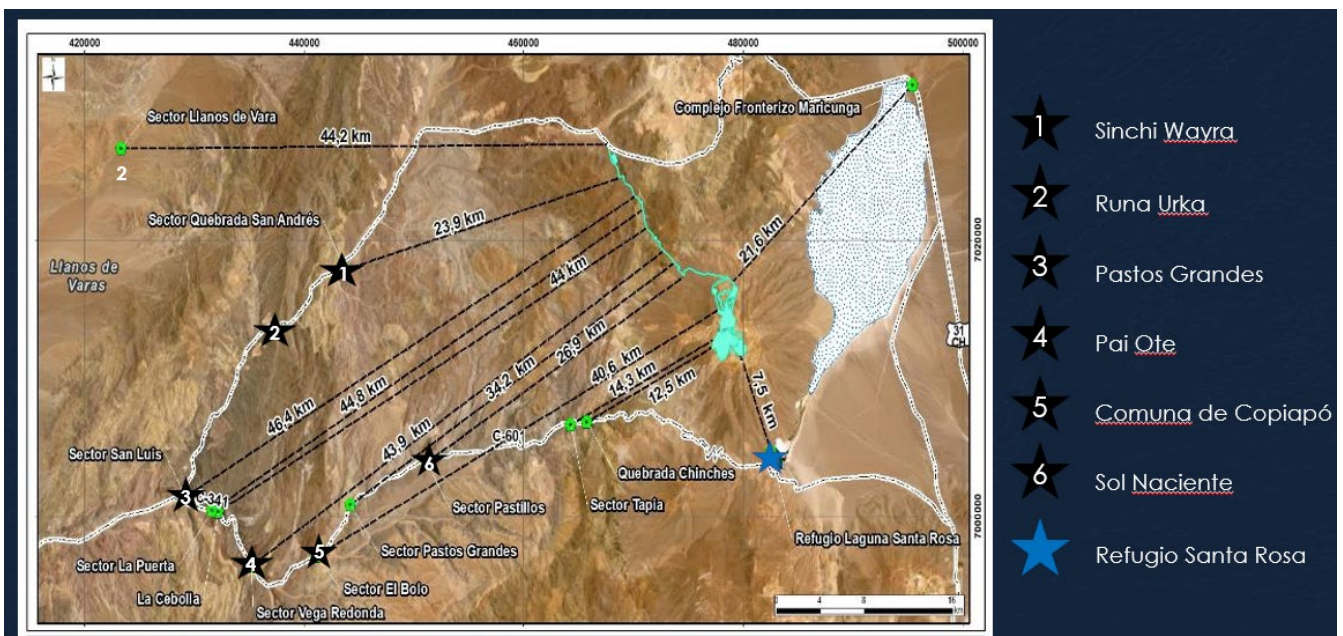 420000
440000
460000
480000
500000
Complejo Fronterizo Maricunga
Sector Llanos de Vara
44,2 km
2
Sector Quebrada San Andrés
23,9 km
21,6 km
7020000
1
Llanos de
Varas
44 km
2
31
CH
26,9 km
34,2 km
40,6 km
14,3 km
12,5 km
7,5 km
46,4 km
44,8 km
43,9 km
C-601
Sector San Luis
6
Quebrada Chinches
3
C-341
Sector Pastillos
Sector Tapia
7000000
Refugio Laguna Santa Rosa
Sector La Puerta
4
5
Sector Pastos Grandes
La Cebolla
Sector El Bolo
Sector Vega Redonda
0 4 8 16
km
1 Sinchi Wayra
2 Runa Urka
3 Pastos Grandes
4 Pai Ote
5 Comuna de Copiapó
6 Sol Naciente
Refugio Santa Rosa